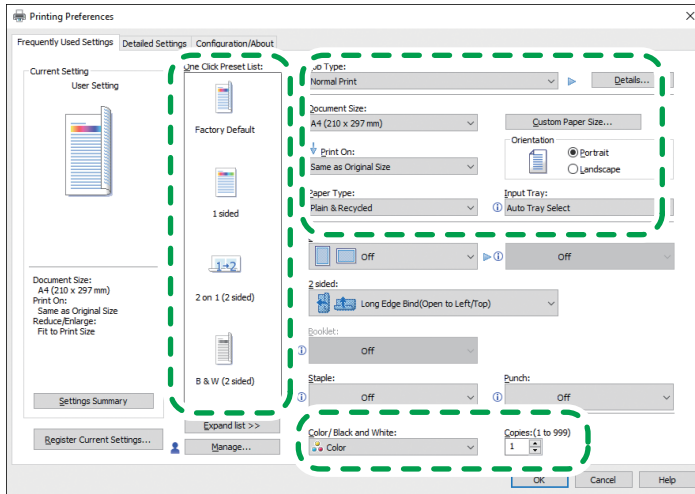 Printing Preferences
Frequently Used Settings
Detailed Settings
Configuration/About
Current Setting
User Setting
Document Size:
A4 (210 x 297 mm)
Print On:
Same as Original Size
Reduce/Enlarge:
Fit to Print Size
Settings Summary
Register Current Settings...
One Click Preset List:
Factory Default
1 sided
1→2
2 on 1 (2 sided)
B & W (2 sided)
Expand list >>
Manage...
Job Type:
Normal Print
Details...
Document Size:
A4 (210 x 297 mm)
Custom Paper Size...
Print On:
Same as Original Size
Orientation
Portrait
Landscape
Paper Type:
Plain & Recycled
Input Tray:
Auto Tray Select
Off
Off
2 sided:
Long Edge Bind(Open to Left/Top)
Booklet:
Off
Staple:
Off
Punch:
Off
Color/ Black and White:
Color
Copies:(1 to 999)
1
OK
Cancel
Help